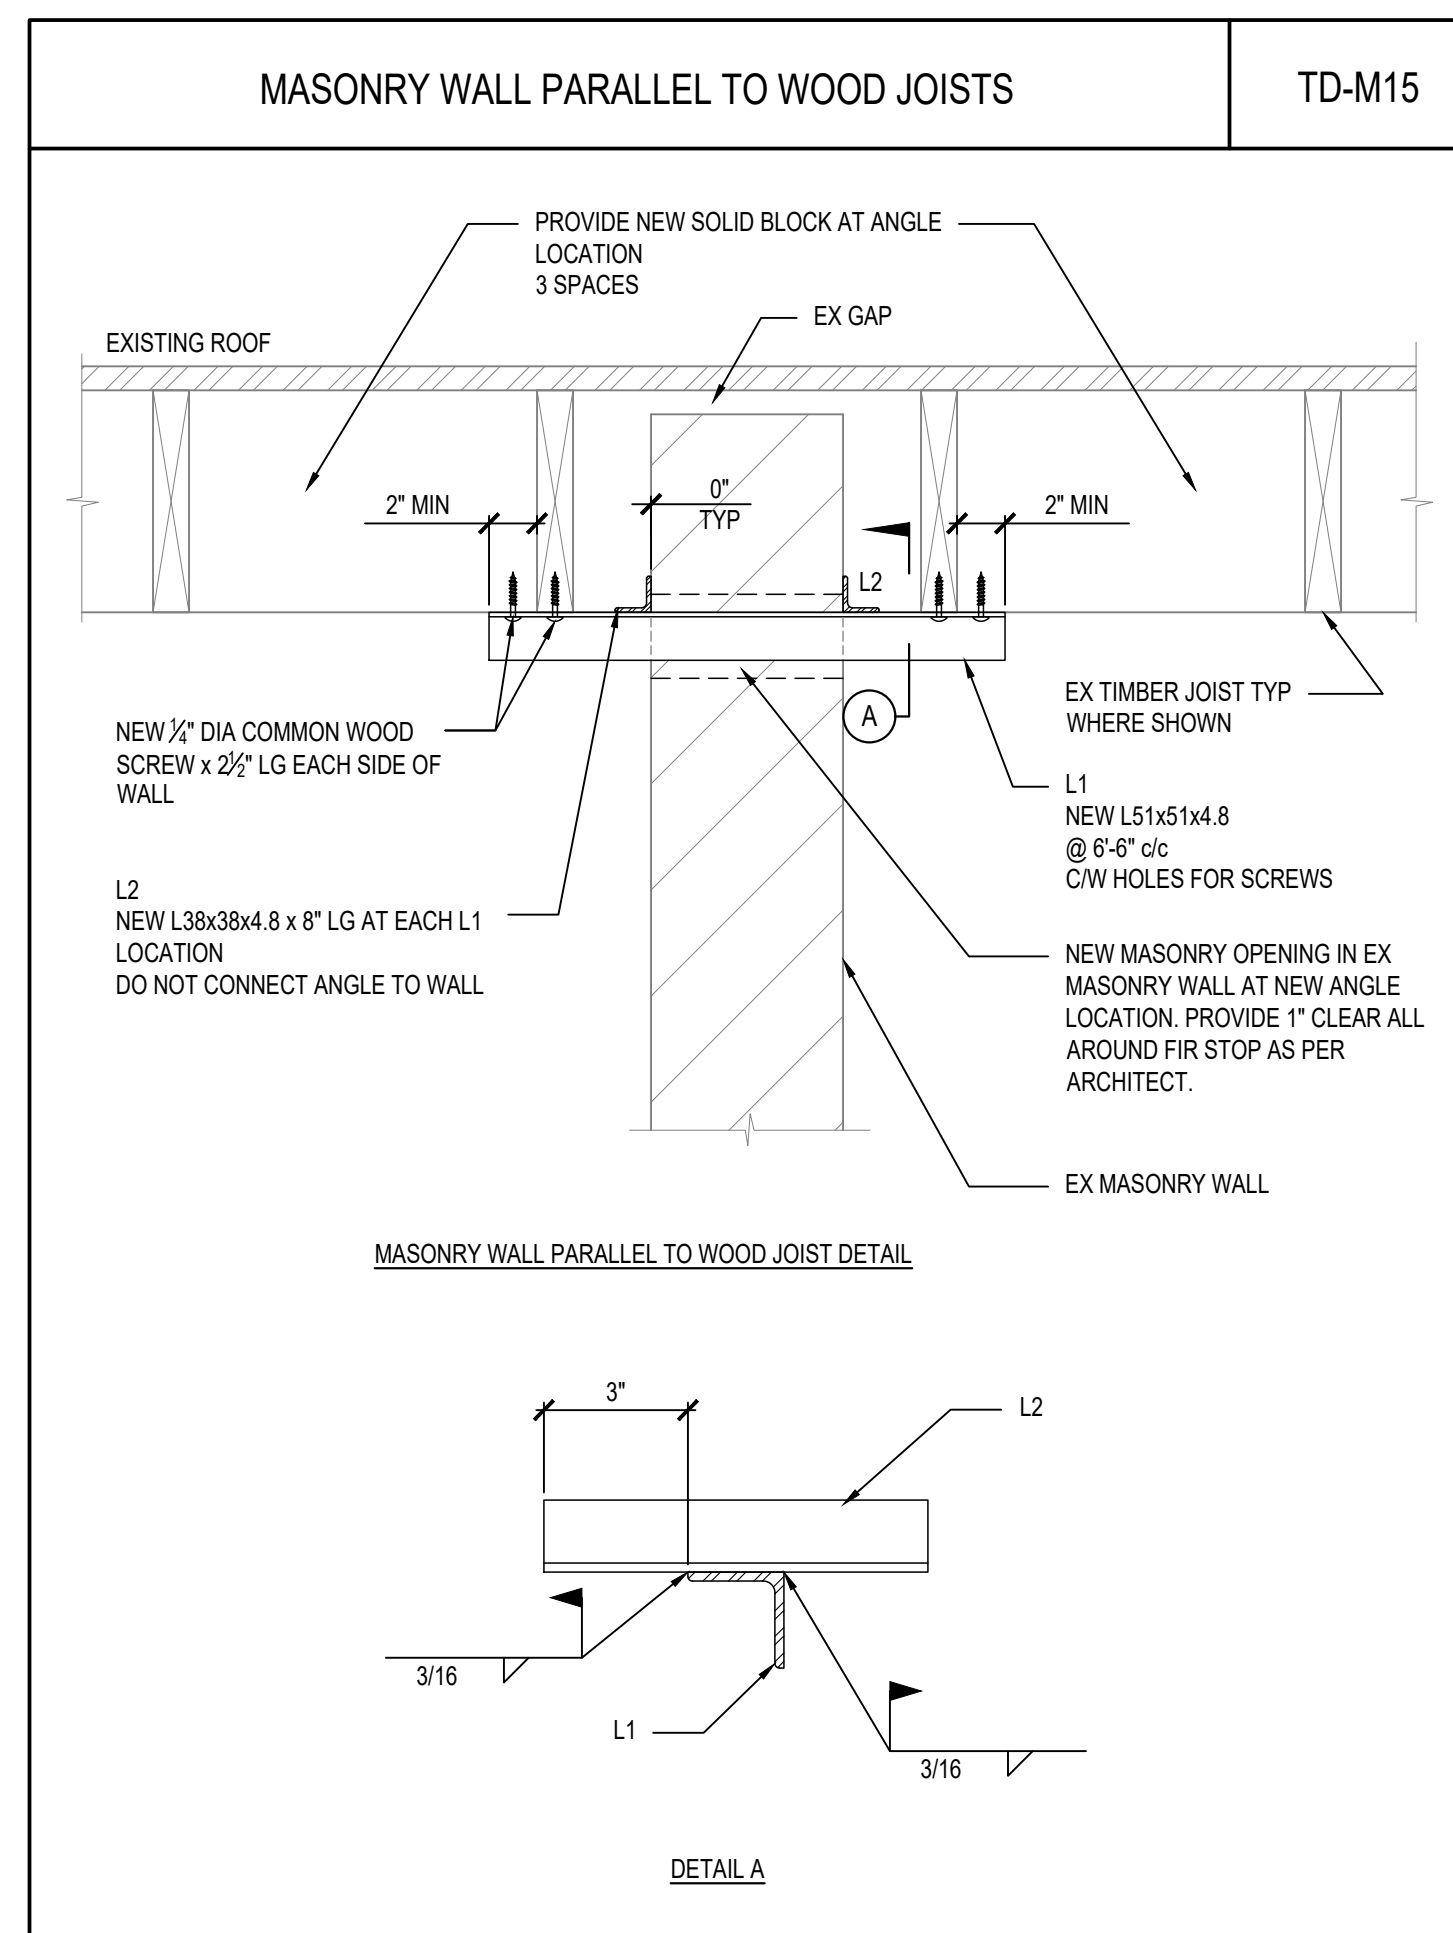 MASONRY WALL PARALLEL TO WOOD JOISTS
TD-M15
PROVIDE NEW SOLID BLOCK AT ANGLE
LOCATION
3 SPACES
EX GAP
EXISTING ROOF
2" MIN
0"
TYP
2" MIN
L2
A
NEW 1/4" DIA COMMON WOOD
SCREW x 2 1/2" LG EACH SIDE OF
WALL
L2
NEW L38x38x4.8 x 8" LG AT EACH L1
LOCATION
DO NOT CONNECT ANGLE TO WALL
EX TIMBER JOIST TYP
WHERE SHOWN
L1
NEW L51x51x4.8
@ 6'-6" c/c
C/W HOLES FOR SCREWS
NEW MASONRY OPENING IN EX
MASONRY WALL AT NEW ANGLE
LOCATION. PROVIDE 1" CLEAR ALL
AROUND FIR STOP AS PER
ARCHITECT.
EX MASONRY WALL
MASONRY WALL PARALLEL TO WOOD JOIST DETAIL
3"
L2
3/16
L1
3/16
DETAIL A